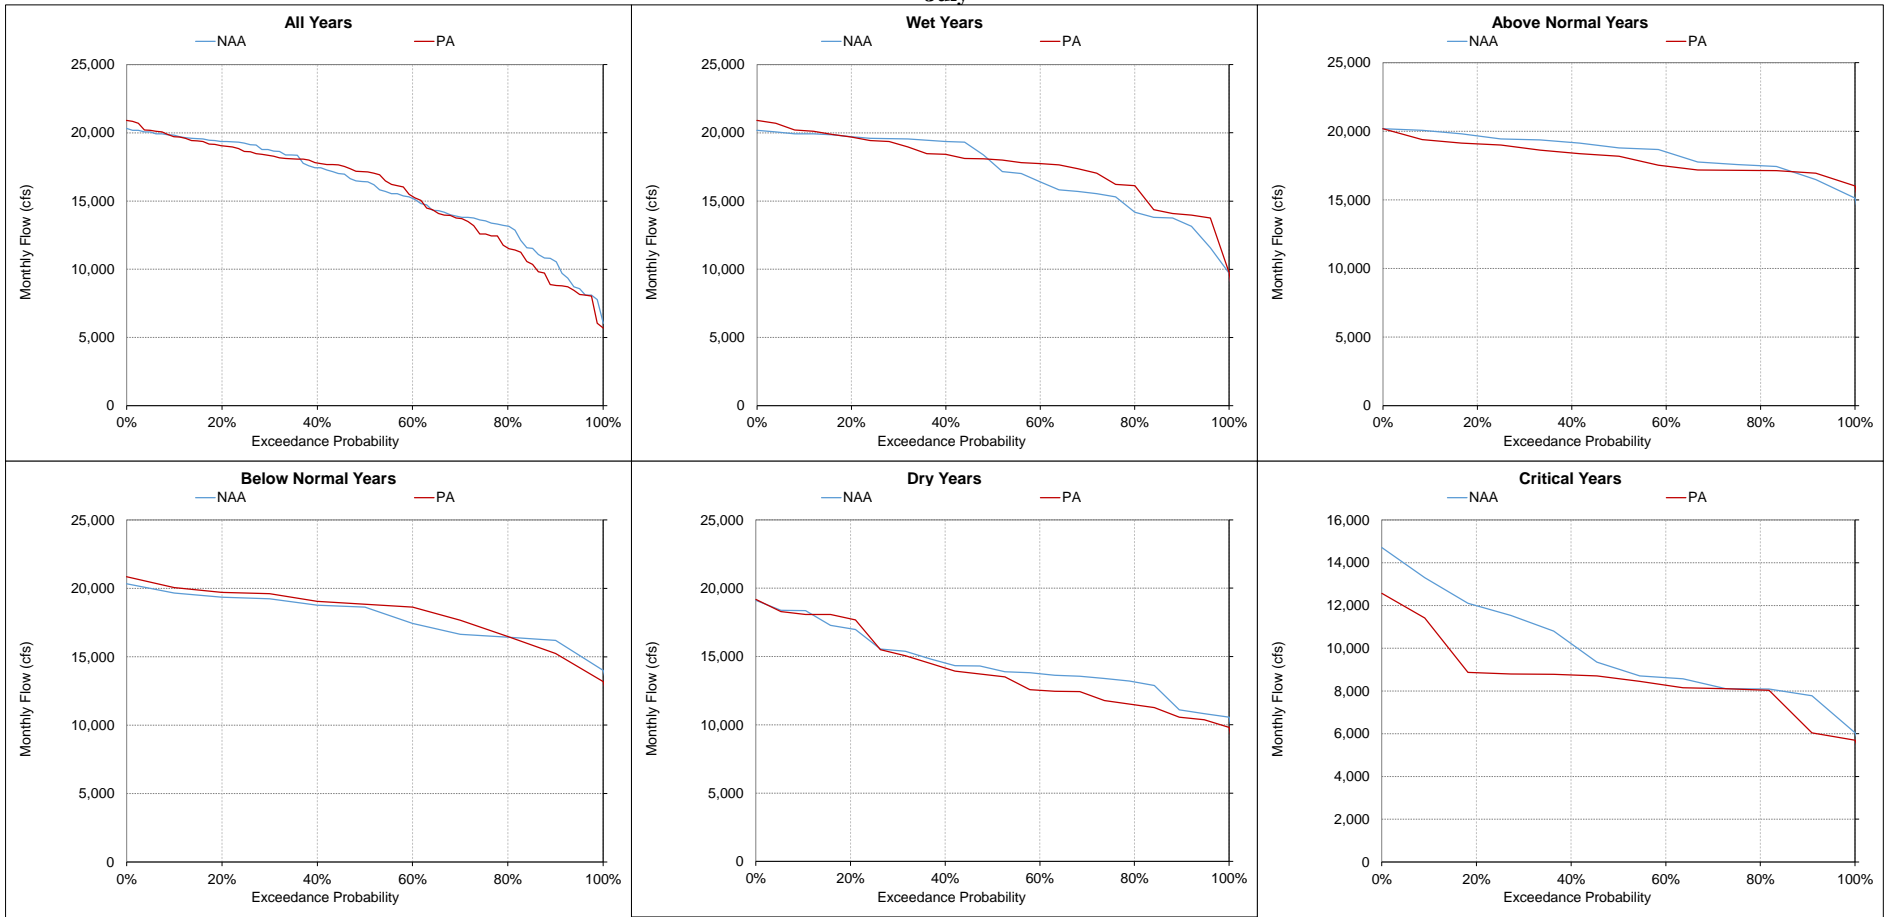 July
All Years
NAA PA
25,000
20,000
15,000
10,000
5,000
0
Monthly Flow (cfs)
0% 20% 40% 60% 80% 100%
Exceedance Probability
Wet Years
NAA PA
25,000
20,000
15,000
10,000
5,000
0
Monthly Flow (cfs)
0% 20% 40% 60% 80% 100%
Exceedance Probability
Above Normal Years
NAA PA
25,000
20,000
15,000
10,000
5,000
0
Monthly Flow (cfs)
0% 20% 40% 60% 80% 100%
Exceedance Probability
Below Normal Years
NAA PA
25,000
20,000
15,000
10,000
5,000
0
Monthly Flow (cfs)
0% 20% 40% 60% 80% 100%
Exceedance Probability
Dry Years
NAA PA
25,000
20,000
15,000
10,000
5,000
0
Monthly Flow (cfs)
0% 20% 40% 60% 80% 100%
Exceedance Probability
Critical Years
NAA PA
16,000
14,000
12,000
10,000
8,000
6,000
4,000
2,000
0
Monthly Flow (cfs)
0% 20% 40% 60% 80% 100%
Exceedance Probability